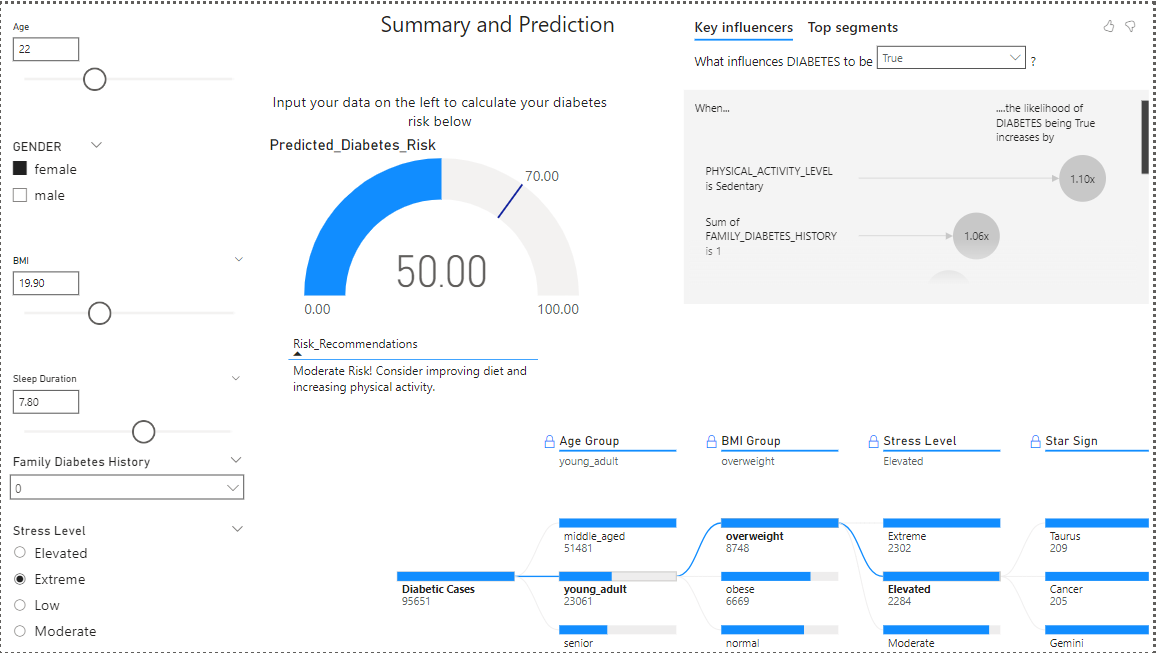 Summary and Prediction
Age
22
GENDER
female
male
BMI
19.90
Sleep Duration
7.80
Family Diabetes History
0
Stress Level
Elevated
Extreme
Low
Moderate
Input your data on the left to calculate your diabetes
risk below
Predicted_Diabetes_Risk
70.00
50.00
0.00
100.00
Risk_Recommendations
Moderate Risk! Consider improving diet and
increasing physical activity.
Key influencers
Top segments
What influences DIABETES to be
True
?
When...
....the likelihood of
DIABETES being True
increases by
PHYSICAL_ACTIVITY_LEVEL
is Sedentary
1.10x
Sum of
FAMILY_DIABETES_HISTORY
is 1
1.06x
Age Group
young_adult
BMI Group
overweight
Stress Level
Elevated
Star Sign
Diabetic Cases
95651
middle_aged
51481
young_adult
23061
senior
overweight
8748
obese
6669
normal
Extreme
2302
Elevated
2284
Moderate
Taurus
209
Cancer
205
Gemini